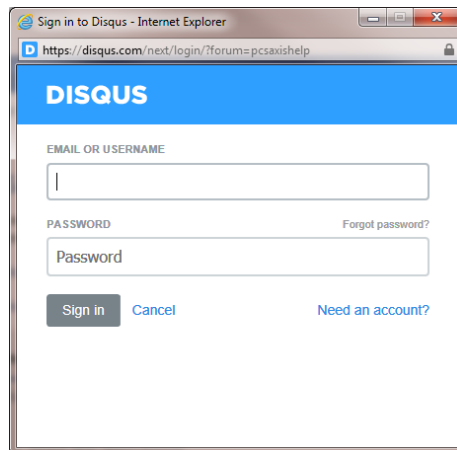 Sign in to Disqus - Internet Explorer
https://disqus.com/next/login/?forum=pcsaxishelp
DISQUS
EMAIL OR USERNAME
PASSWORD Forgot password?
Password
Sign in Cancel Need an account?